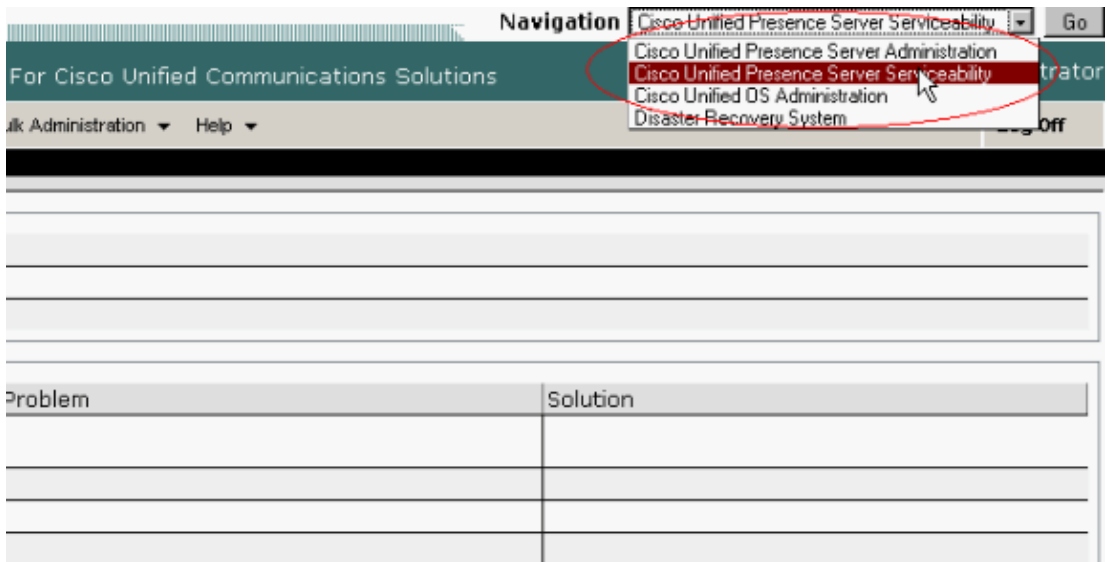 Navigation Cisco Unified Presence Server Serviceability Go
Cisco Unified Presence Server Administration
For Cisco Unified Communications Solutions
Cisco Unified Presence Server Serviceability
trator
Cisco Unified OS Administration
Disaster Recovery System
ulk Administration Help
Log Off
Problem Solution